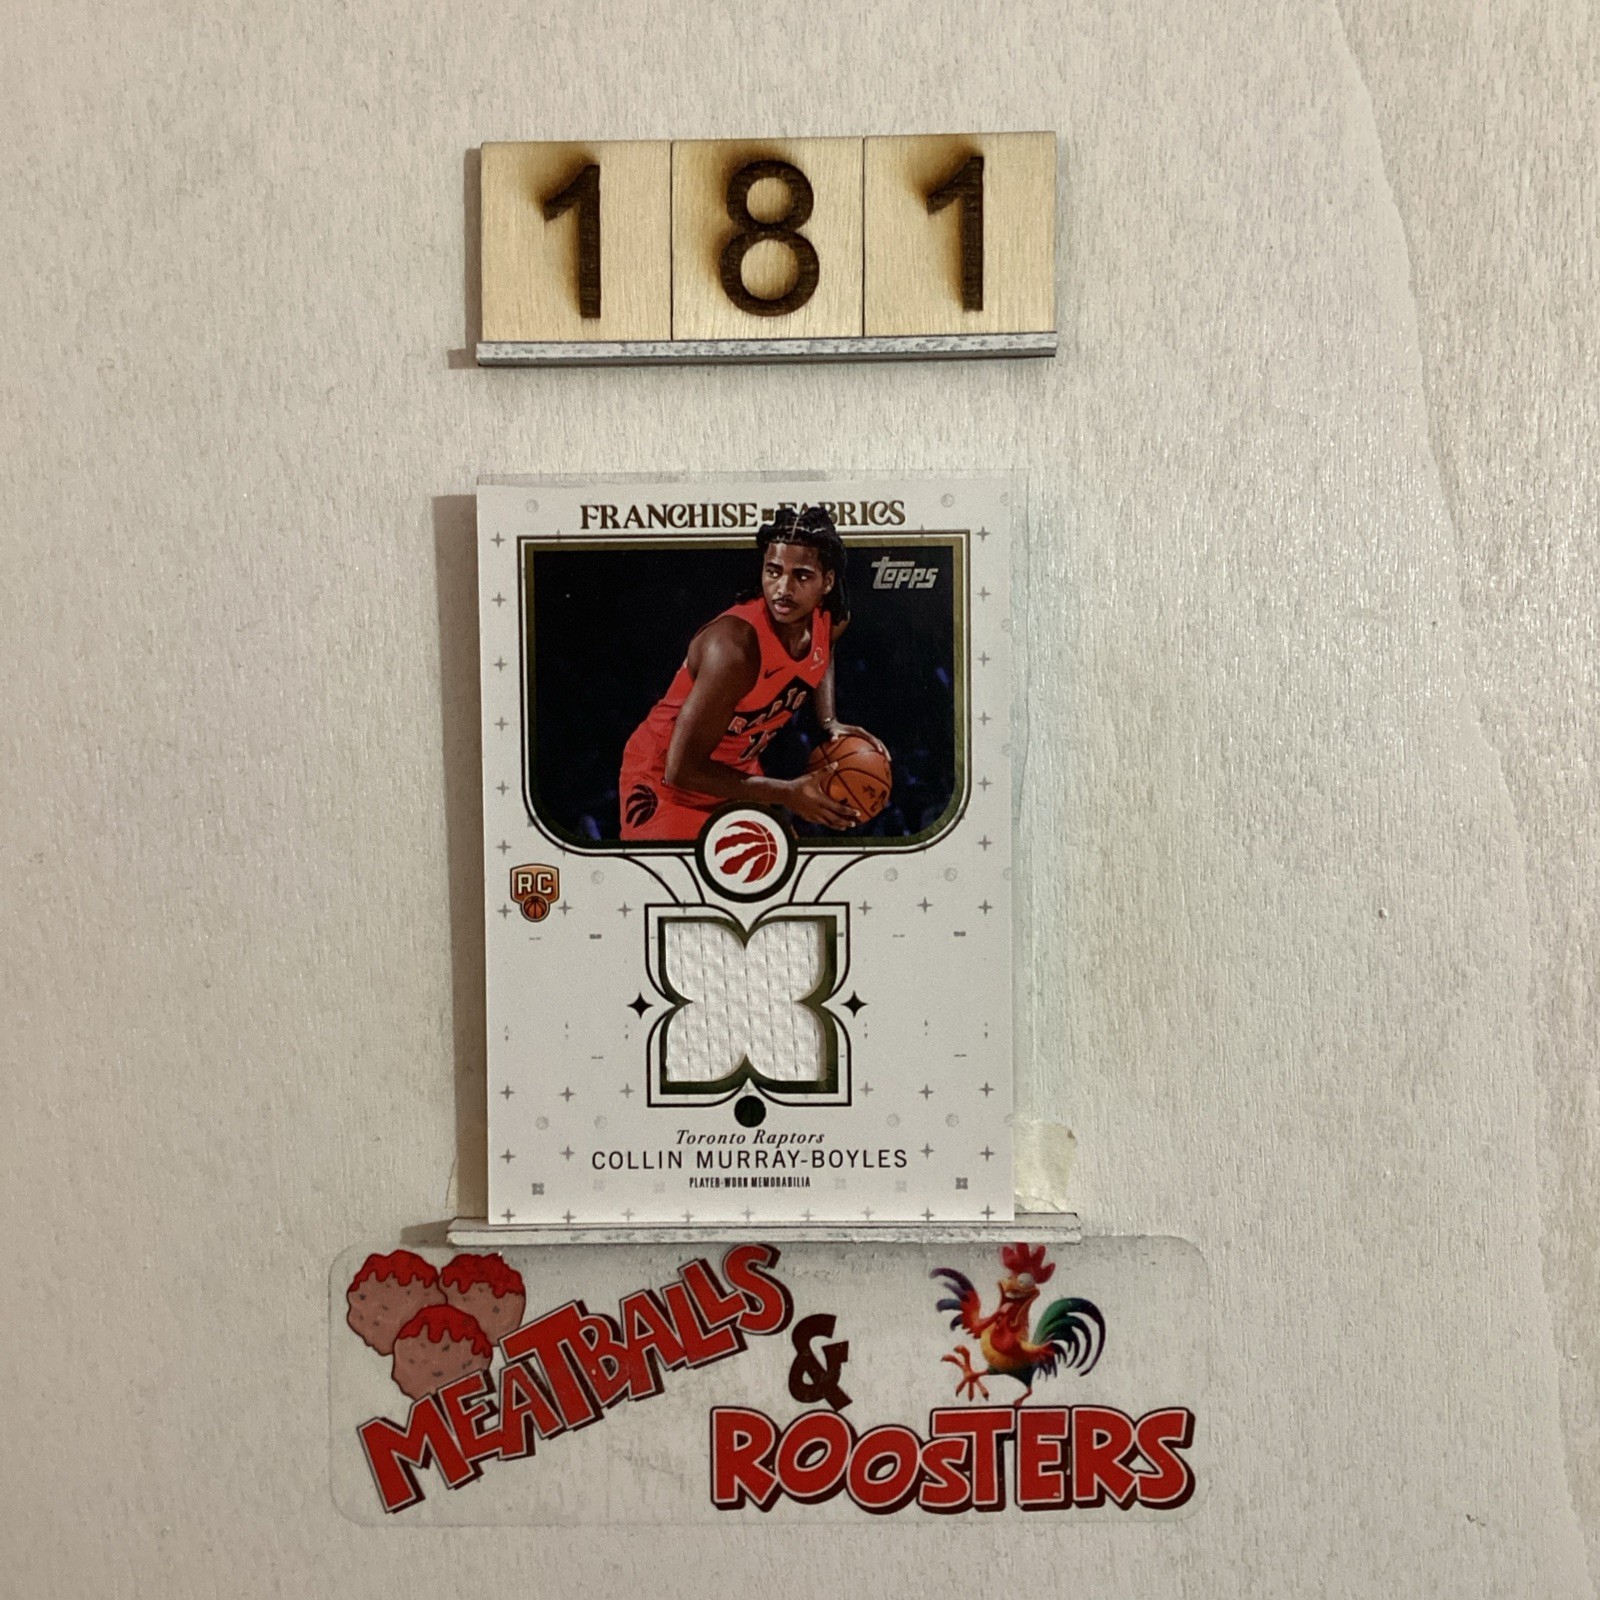 181
FRANCHISE FABRICS
topps
RC
Toronto Raptors
COLLIN MURRAY-BOYLES
PLAYER-WORN MEMORABILIA
MEATBALLS
&
ROOSTERS